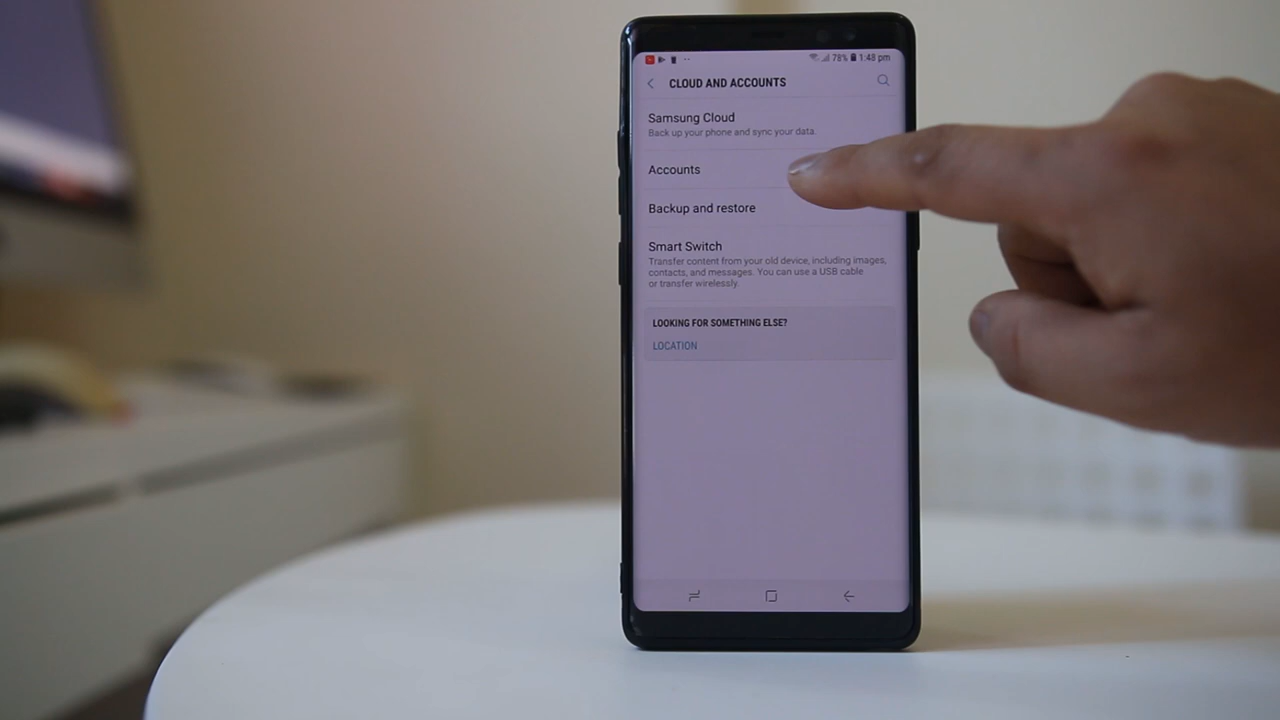 78% 1:48 pm
CLOUD AND ACCOUNTS
Samsung Cloud
Back up your phone and sync your data.
Accounts
Backup and restore
Smart Switch
Transfer content from your old device, including images,
contacts, and messages. You can use a USB cable
or transfer wirelessly.
LOOKING FOR SOMETHING ELSE?
LOCATION